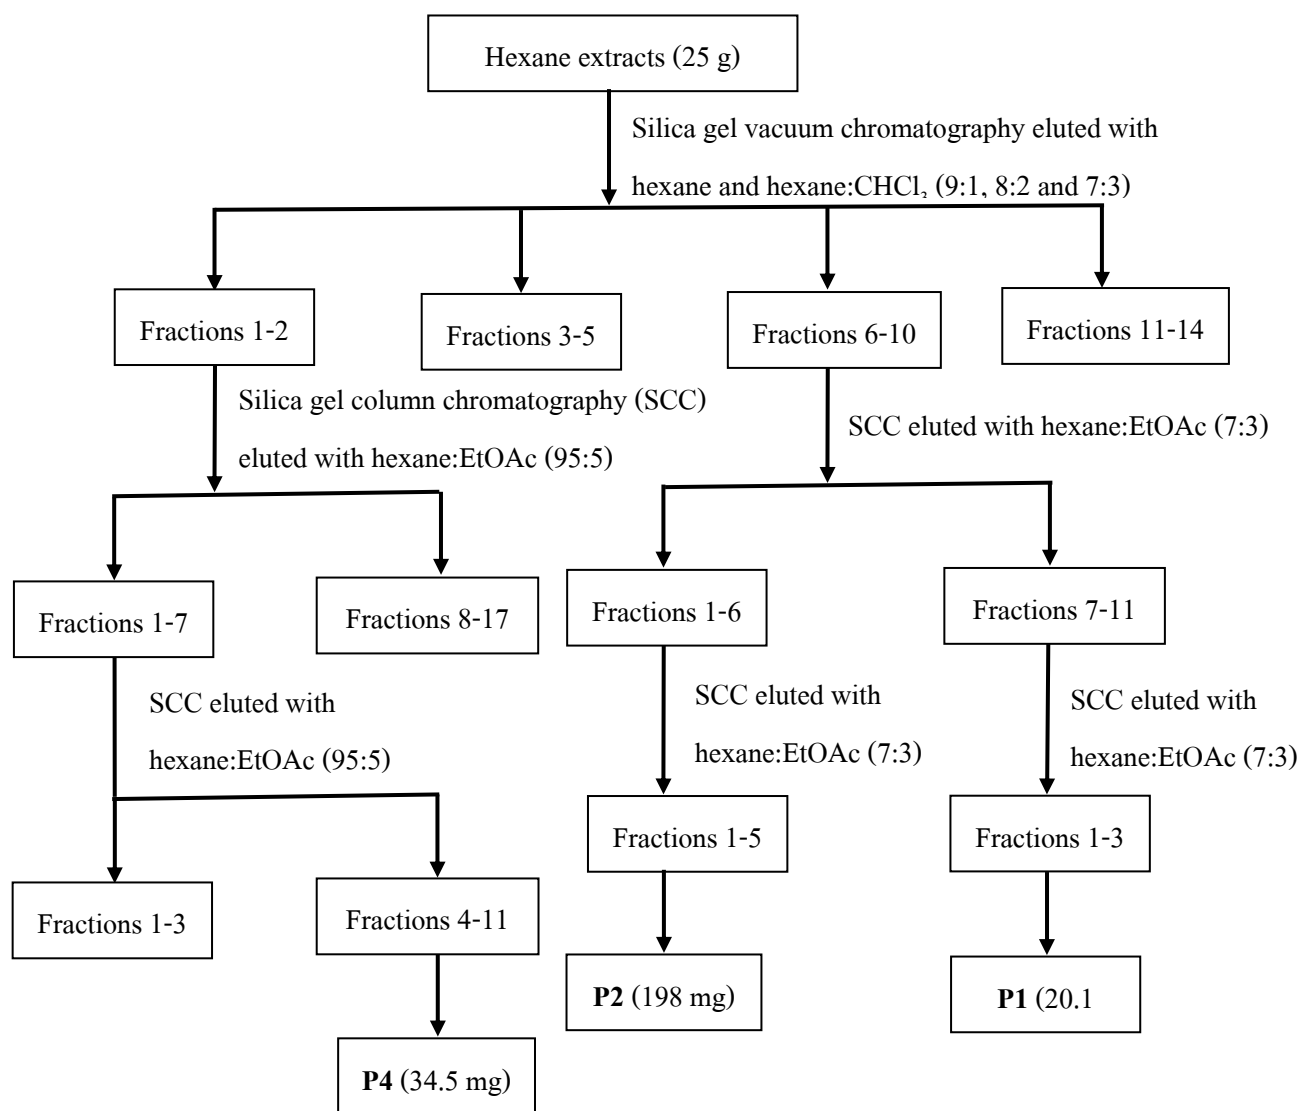 Hexane extracts (25 g)
Silica gel vacuum chromatography eluted with
hexane and hexane:CHCl₃ (9:1, 8:2 and 7:3)
Fractions 1-2
Fractions 3-5
Fractions 6-10
Fractions 11-14
Silica gel column chromatography (SCC)
eluted with hexane:EtOAc (95:5)
SCC eluted with hexane:EtOAc (7:3)
Fractions 1-7
Fractions 8-17
Fractions 1-6
Fractions 7-11
SCC eluted with
hexane:EtOAc (95:5)
SCC eluted with
hexane:EtOAc (7:3)
SCC eluted with
hexane:EtOAc (7:3)
Fractions 1-5
Fractions 1-3
Fractions 1-3
Fractions 4-11
P2 (198 mg)
P1 (20.1
P4 (34.5 mg)